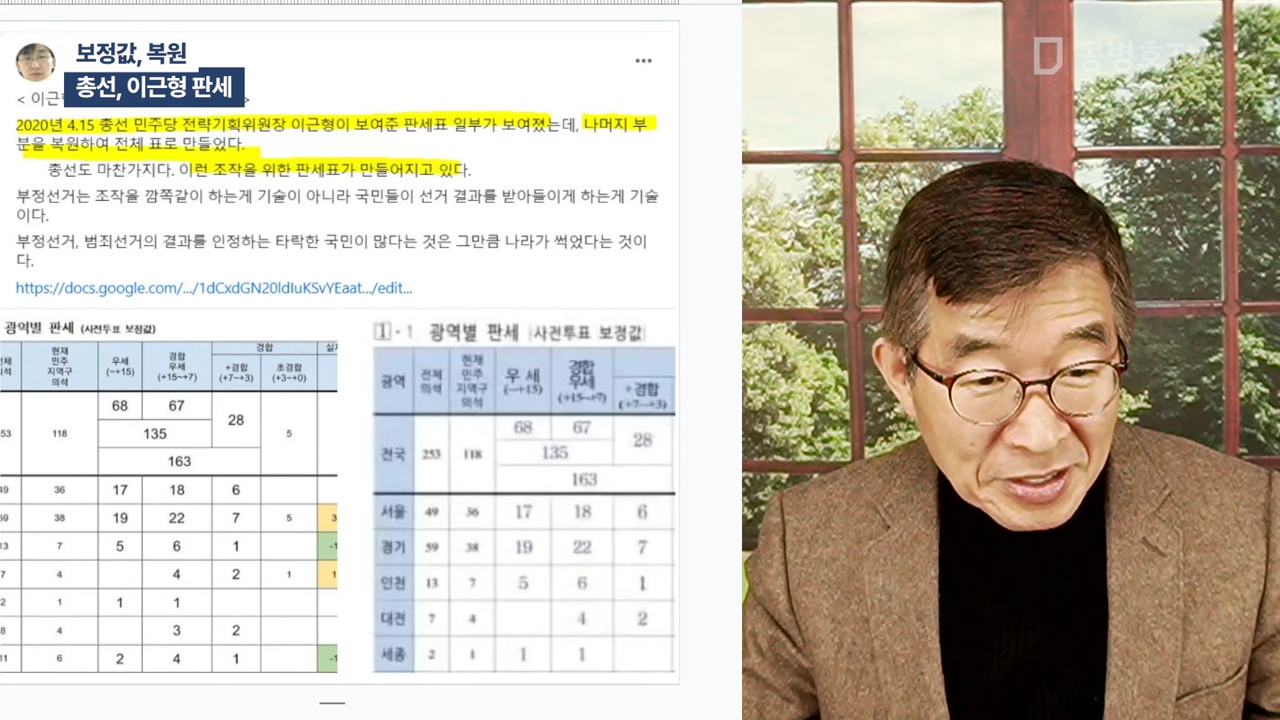 보정값, 복원
총선, 이근형 판세
< 이근
>
2020년 4.15 총선 민주당 전략기획위원장 이근형이 보여준 판세표 일부가 보여졌는데, 나머지 부
분을 복원하여 전체 표로 만들었다.
총선도 마찬가지다. 이런 조작을 위한 판세표가 만들어지고 있다.
부정선거는 조작을 깜쪽같이 하는게 기술이 아니라 국민들이 선거 결과를 받아들이게 하는게 기술
이다.
부정선거, 범죄선거의 결과를 인정하는 타락한 국민이 많다는 것은 그만큼 나라가 썩었다는 것이
다.
https://docs.google.com/.../1dCxdGN20ldIuKSvYEaat.../edit...
광역별 판세 (사전투표 보정값)
현재 민주 지역구 의석 우세 (~+15) 경합 우세 (+15~+7) 경합 +경합 (+7~+3) 초경합 (+3~+0)
53 118 68 67 28 5
135
163
49 36 17 18 6
59 38 19 22 7 5 3
13 7 5 6 1 -1
7 4 4 2 1 1
2 1 1 1
8 4 3 2
11 6 2 4 1 -1
1-1 광역별 판세 (사전투표 보정값)
광역 전체 의석 현재 민주 지역구 의석 우세 (~+15) 경합 우세 (+15~+7) +경합 (+7~+3)
전국 253 118 68 67 28
135
163
서울 49 36 17 18 6
경기 59 38 19 22 7
인천 13 7 5 6 1
대전 7 4 4 2
세종 2 1 1 1
공병호TV